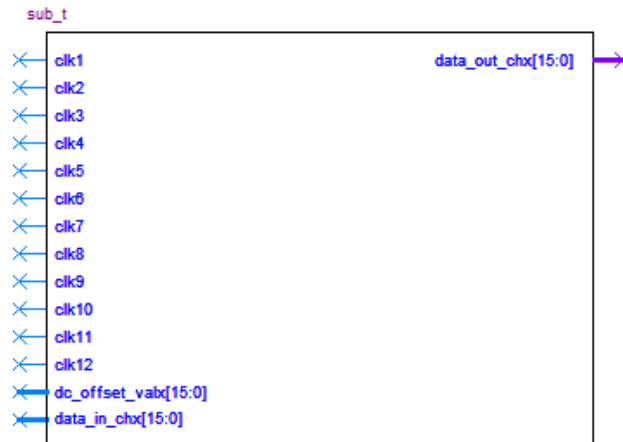 sub_t
clk1 data_out_chx[15:0]
clk2
clk3
clk4
clk5
clk6
clk7
clk8
clk9
clk10
clk11
clk12
dc_offset_valx[15:0]
data_in_chx[15:0]